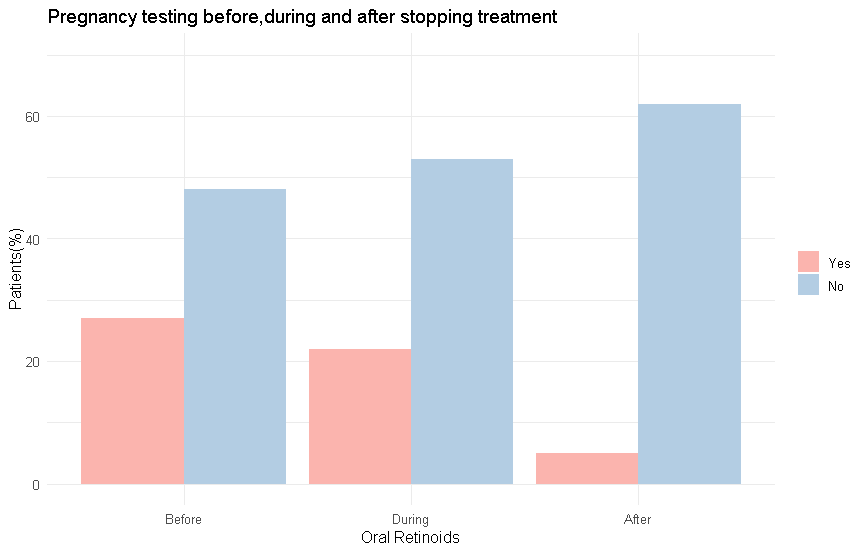 Pregnancy testing before,during and after stopping treatment
Patients(%)
60
40
20
0
Before During After
Oral Retinoids
Yes
No